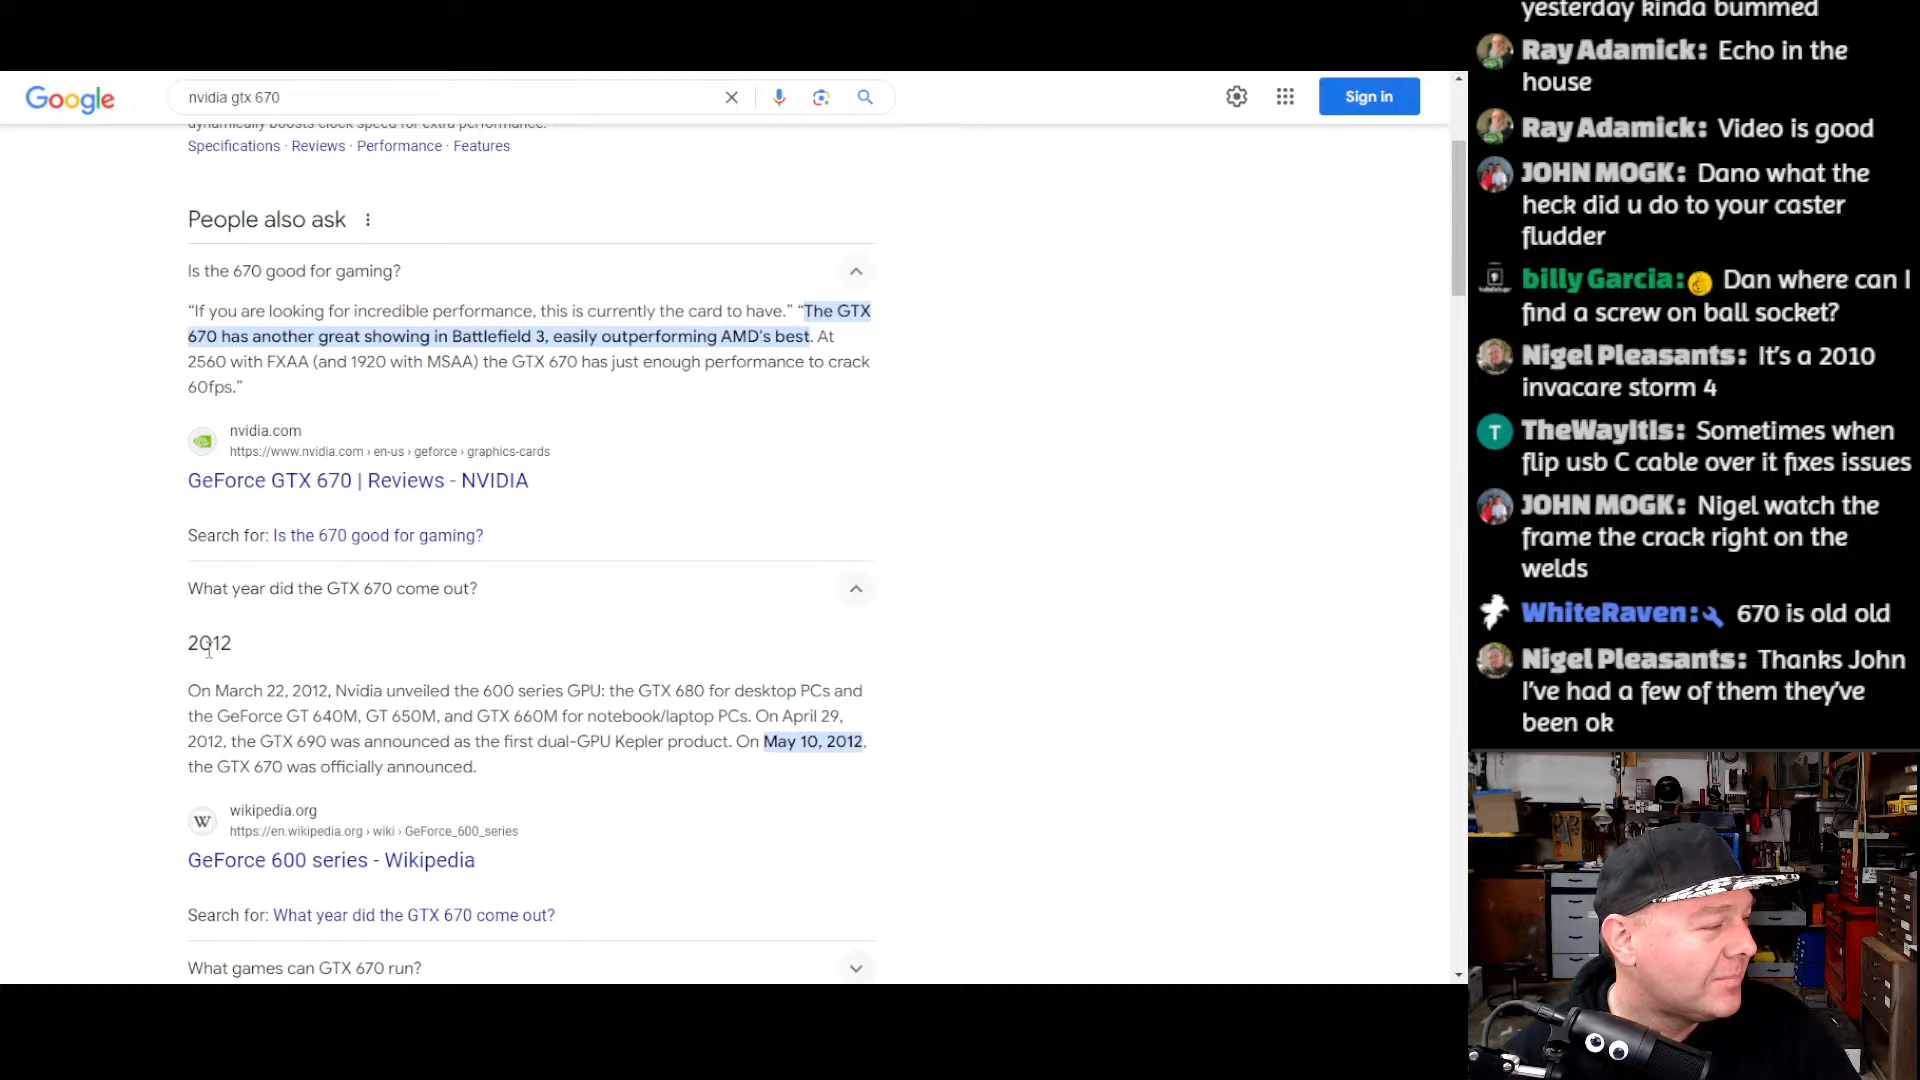 Google
nvidia gtx 670
Sign in
dynamically boosts clock speed for extra performance.
Specifications · Reviews · Performance · Features
People also ask
Is the 670 good for gaming?
“If you are looking for incredible performance, this is currently the card to have.” “The GTX
670 has another great showing in Battlefield 3, easily outperforming AMD's best. At
2560 with FXAA (and 1920 with MSAA) the GTX 670 has just enough performance to crack
60fps.”
nvidia.com
https://www.nvidia.com › en-us › geforce › graphics-cards
GeForce GTX 670 | Reviews - NVIDIA
Search for: Is the 670 good for gaming?
What year did the GTX 670 come out?
2012
On March 22, 2012, Nvidia unveiled the 600 series GPU: the GTX 680 for desktop PCs and
the GeForce GT 640M, GT 650M, and GTX 660M for notebook/laptop PCs. On April 29,
2012, the GTX 690 was announced as the first dual-GPU Kepler product. On May 10, 2012,
the GTX 670 was officially announced.
W
wikipedia.org
https://en.wikipedia.org › wiki › GeForce_600_series
GeForce 600 series - Wikipedia
Search for: What year did the GTX 670 come out?
What games can GTX 670 run?
yesterday kinda bummed
Ray Adamick: Echo in the
house
Ray Adamick: Video is good
JOHN MOGK: Dano what the
heck did u do to your caster
fludder
billy Garcia: Dan where can I
find a screw on ball socket?
Nigel Pleasants: It’s a 2010
invacare storm 4
T
TheWayItIs: Sometimes when
flip usb C cable over it fixes issues
JOHN MOGK: Nigel watch the
frame the crack right on the
welds
WhiteRaven: 670 is old old
Nigel Pleasants: Thanks John
I’ve had a few of them they’ve
been ok